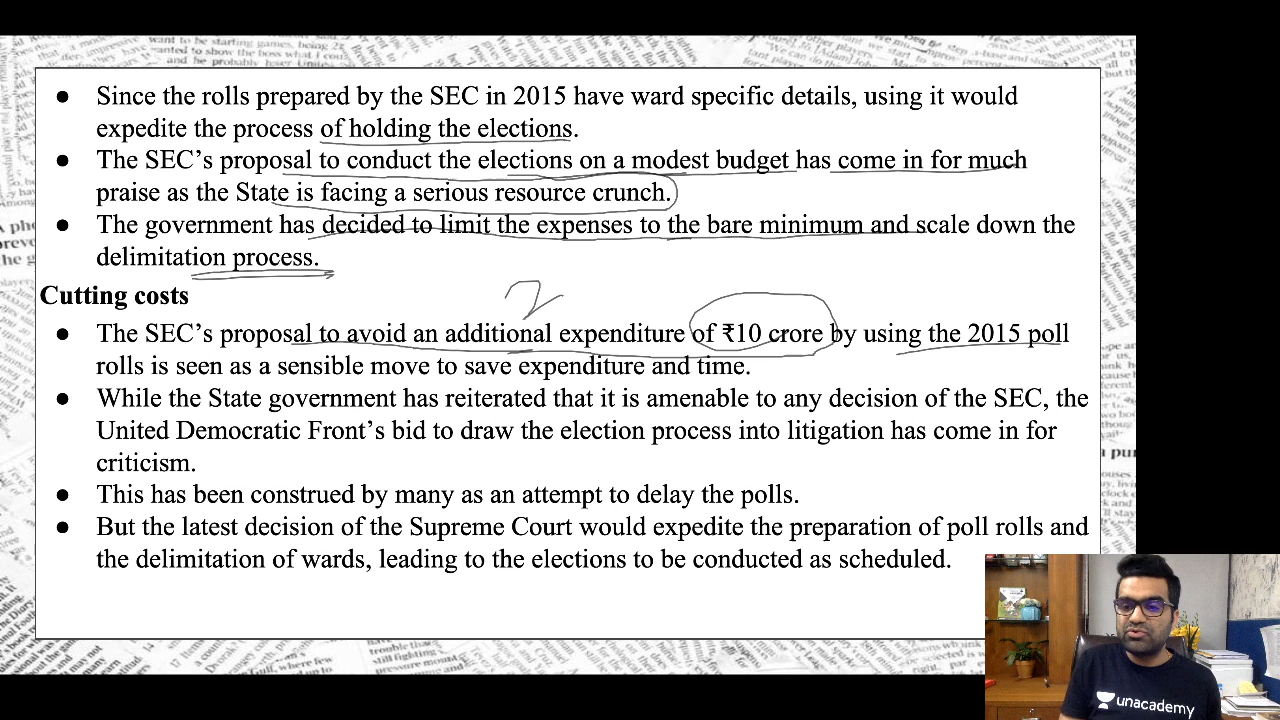 ● Since the rolls prepared by the SEC in 2015 have ward specific details, using it would
expedite the process of holding the elections.
● The SEC’s proposal to conduct the elections on a modest budget has come in for much
praise as the State is facing a serious resource crunch.
● The government has decided to limit the expenses to the bare minimum and scale down the
delimitation process.
Cutting costs
● The SEC’s proposal to avoid an additional expenditure of ₹10 crore by using the 2015 poll
rolls is seen as a sensible move to save expenditure and time.
● While the State government has reiterated that it is amenable to any decision of the SEC, the
United Democratic Front’s bid to draw the election process into litigation has come in for
criticism.
● This has been construed by many as an attempt to delay the polls.
● But the latest decision of the Supreme Court would expedite the preparation of poll rolls and
the delimitation of wards, leading to the elections to be conducted as scheduled.
unacademy